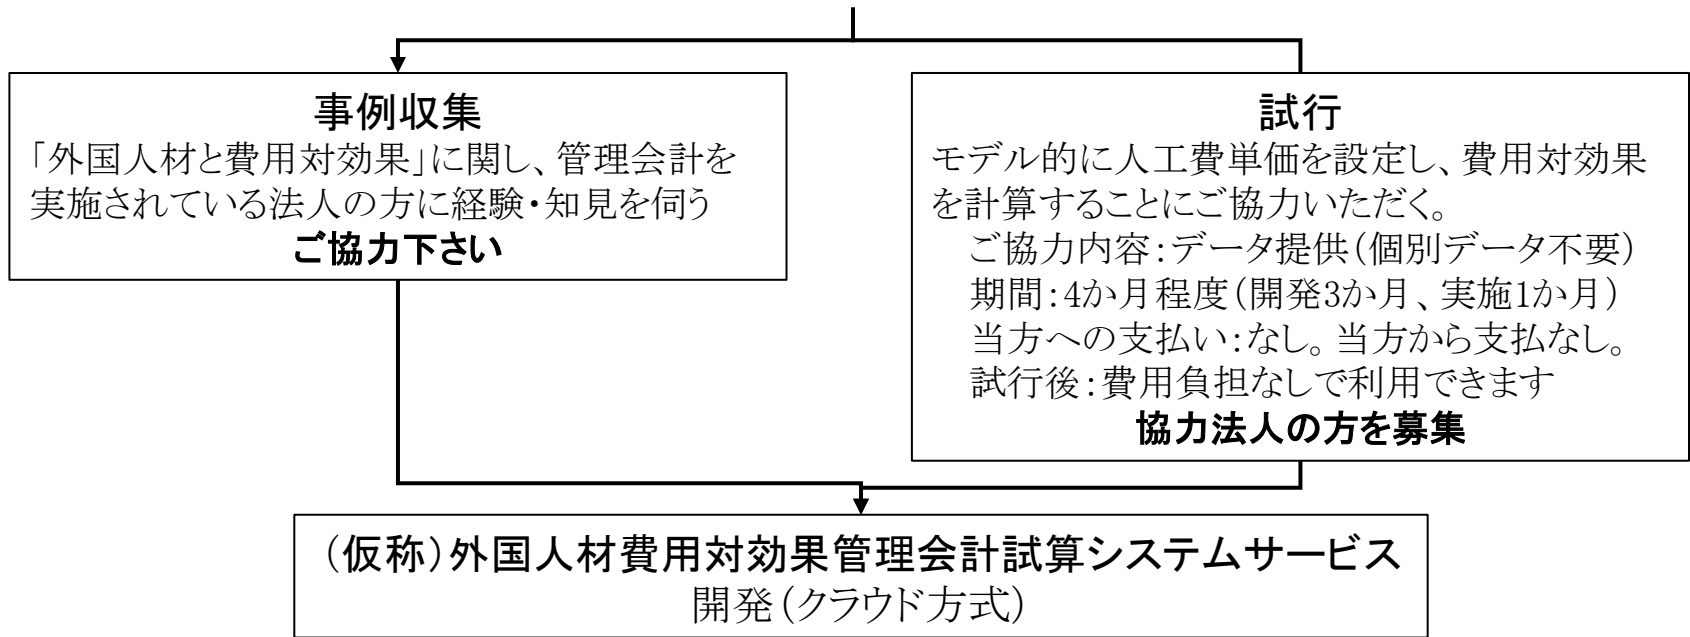 事例収集
「外国人材と費用対効果」に関し、管理会計を
実施されている法人の方に経験・知見を伺う
ご協力下さい
試行
モデル的に人工費単価を設定し、費用対効果
を計算することにご協力いただく。
ご協力内容:データ提供(個別データ不要)
期間:4か月程度(開発3か月、実施1か月)
当方への支払い:なし。当方から支払なし。
試行後:費用負担なしで利用できます
協力法人の方を募集
(仮称)外国人材費用対効果管理会計試算システムサービス
開発(クラウド方式)